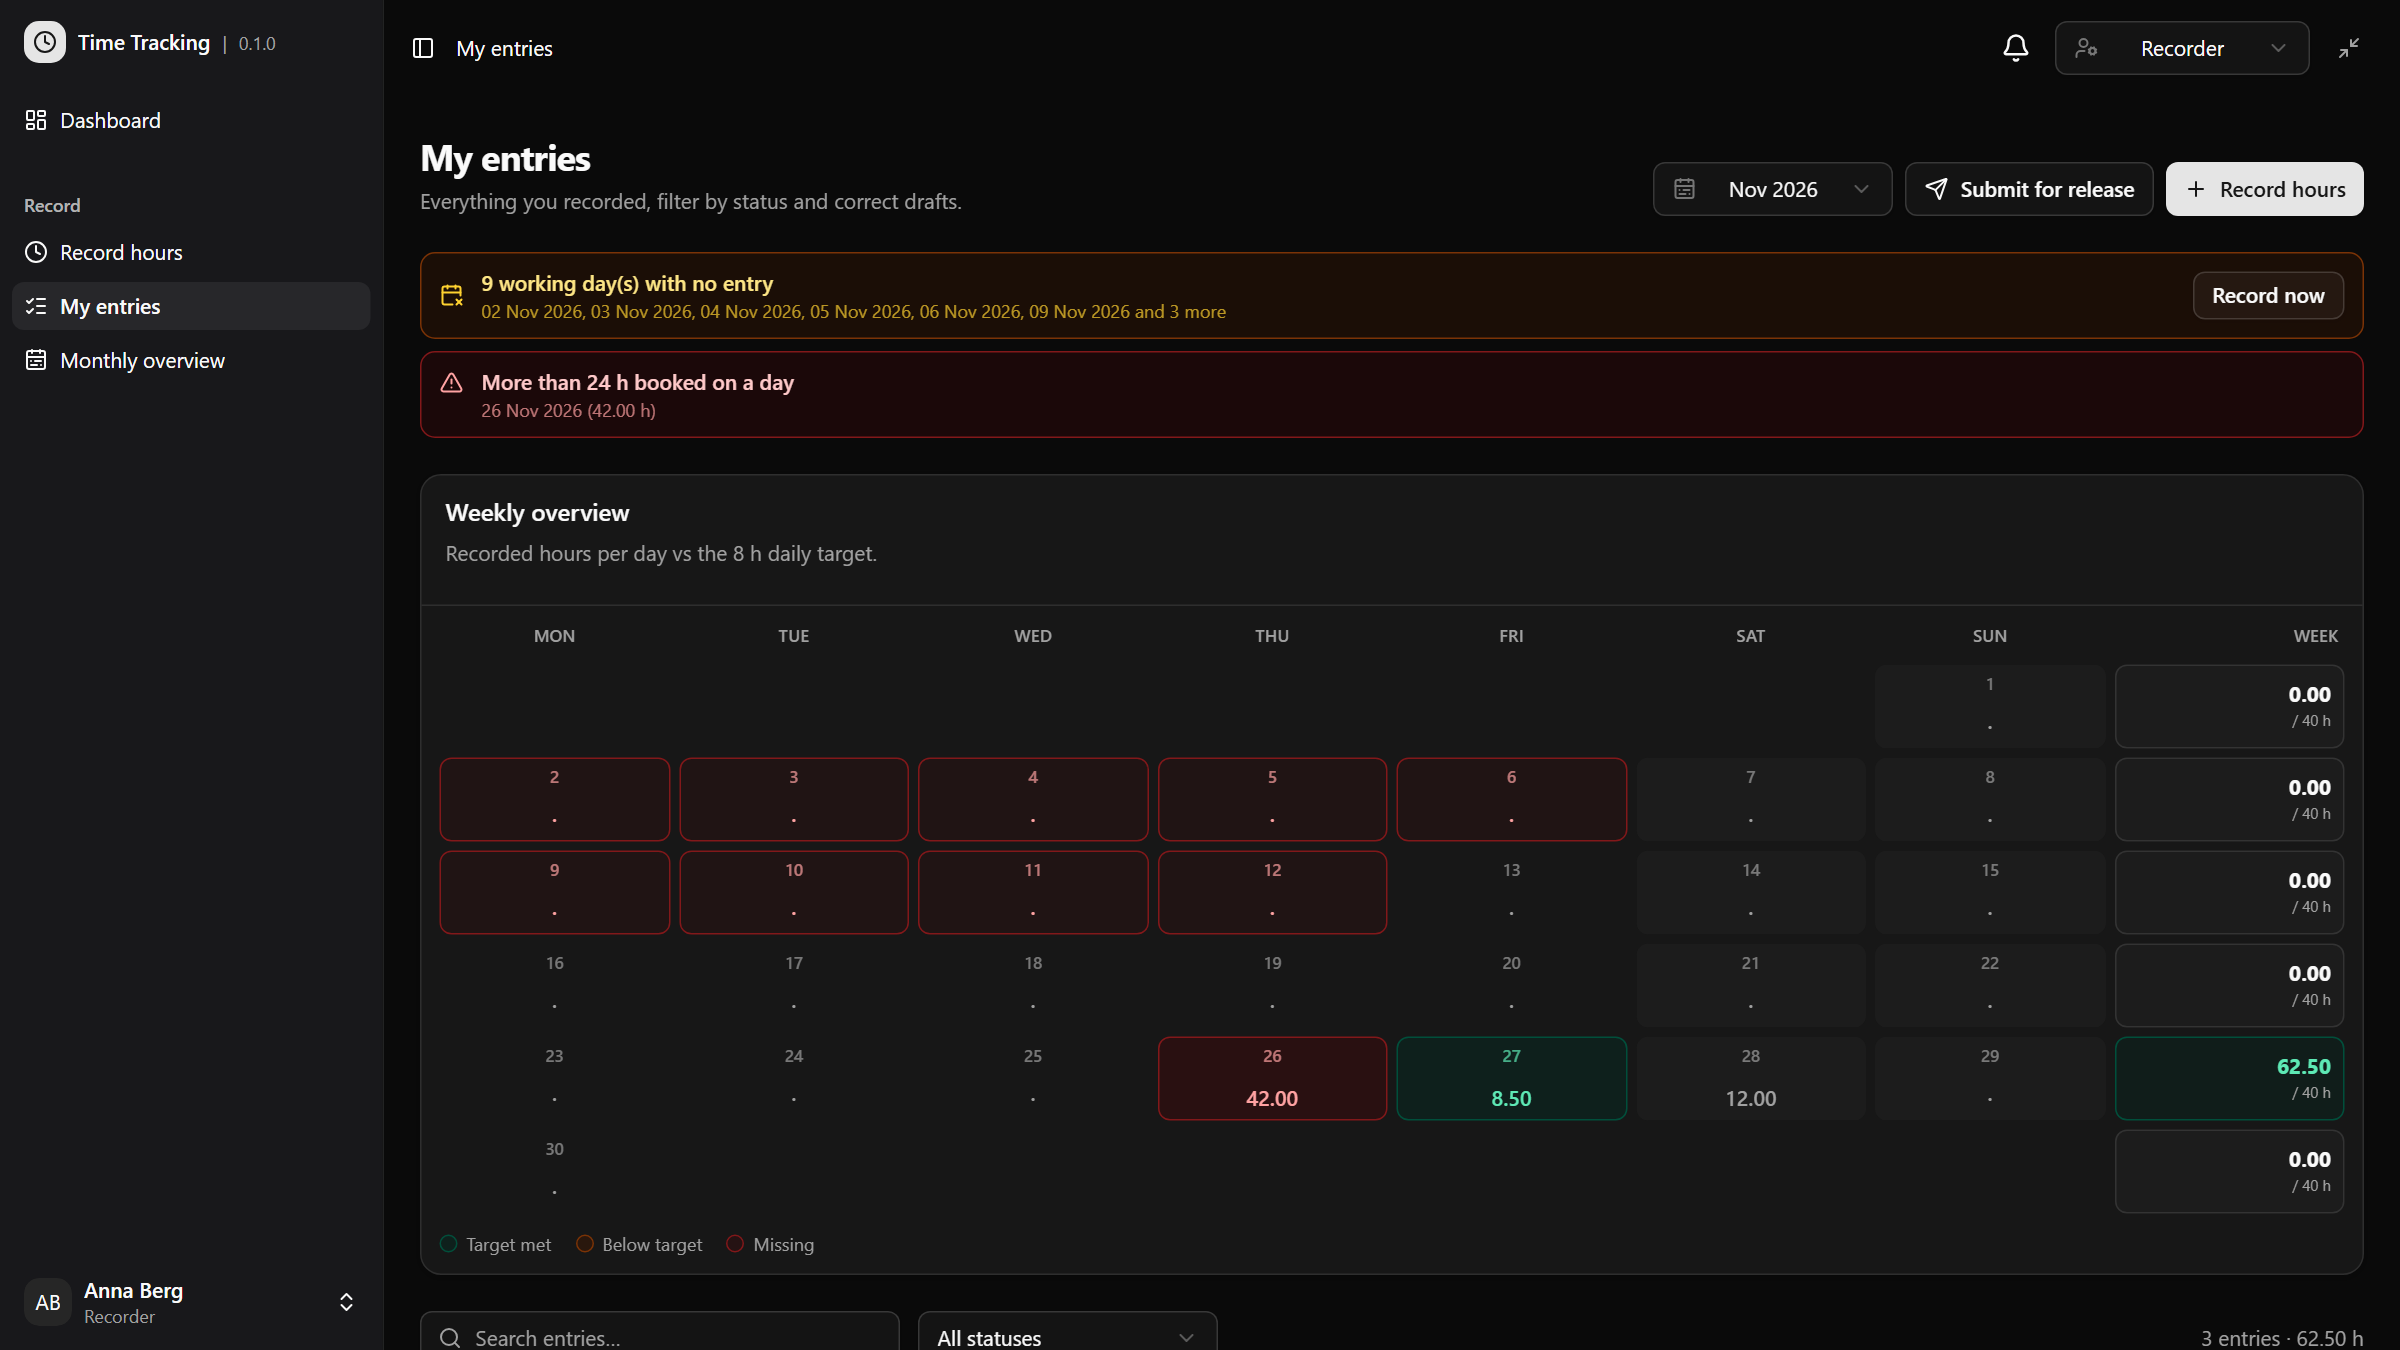 Time Tracking | 0.1.0
Dashboard
Record
Record hours
My entries
Monthly overview
AB
Anna Berg
Recorder
My entries
Recorder
My entries
Everything you recorded, filter by status and correct drafts.
Nov 2026
Submit for release
Record hours
9 working day(s) with no entry
02 Nov 2026, 03 Nov 2026, 04 Nov 2026, 05 Nov 2026, 06 Nov 2026, 09 Nov 2026 and 3 more
Record now
More than 24 h booked on a day
26 Nov 2026 (42.00 h)
Weekly overview
Recorded hours per day vs the 8 h daily target.
MON TUE WED THU FRI SAT SUN WEEK
1 0.00
. / 40 h
2 3 4 5 6 7 8 0.00
. . . . . . . / 40 h
9 10 11 12 13 14 15 0.00
. . . . . . . / 40 h
16 17 18 19 20 21 22 0.00
. . . . . . . / 40 h
23 24 25 26 27 28 29 62.50
. . . 42.00 8.50 12.00 . / 40 h
30 0.00
. / 40 h
Target met Below target Missing
Search entries...
All statuses
3 entries · 62.50 h